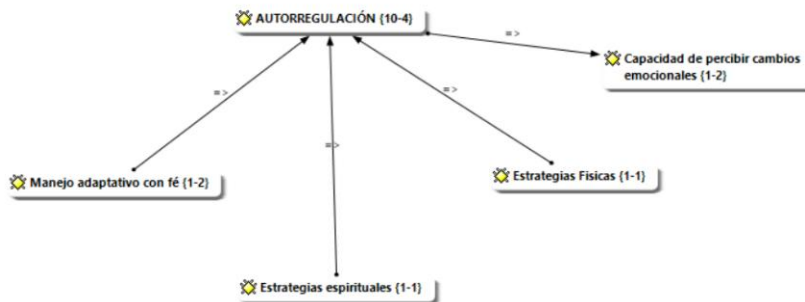 AUTORREGULACIÓN {10-4}
=>
Capacidad de percibir cambios
emocionales {1-2}
=>
=>
=>
Manejo adaptativo con fé {1-2}
Estrategias Físicas {1-1}
Estrategias espirituales {1-1}